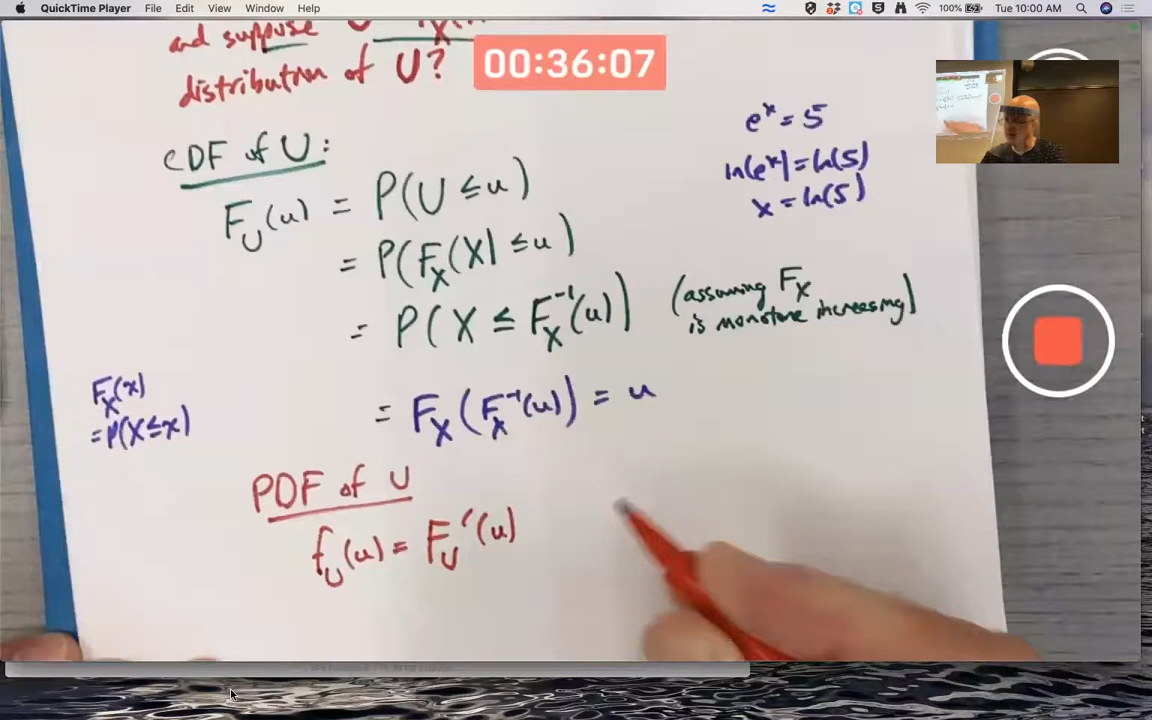 QuickTime Player File Edit View Window Help 100% Tue 10:00 AM
and suppose U
distribution of U?
00:36:07
CDF of U:
F_U(u) = P(U ≤ u)
= P(F_X(X) ≤ u)
= P(X ≤ F_X^{-1}(u)) (assuming F_X
is monotone increasing)
e^x = 5
ln(e^x) = ln(5)
x = ln(5)
F_X(x)
= P(X ≤ x)
= F_X(F_X^{-1}(u)) = u
PDF of U
f_U(u) = F_U'(u)